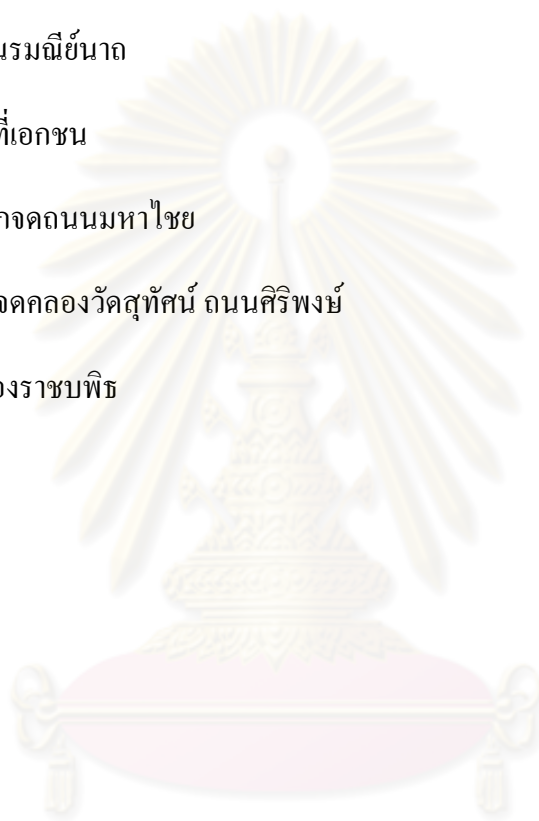 นรมณีย์นาถ
ที่เอกชน
กจดถนนมหาไชย
จดคลองวัดสุทัศน์ ถนนศิริพงษ์
องราชบพิธ